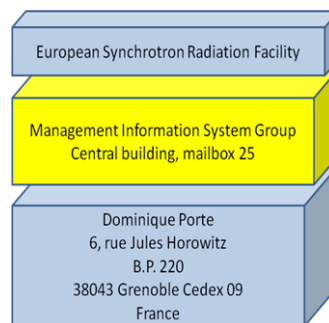 European Synchrotron Radiation Facility
Management Information System Group
Central building, mailbox 25
Dominique Porte
6, rue Jules Horowitz
B.P. 220
38043 Grenoble Cedex 09
France